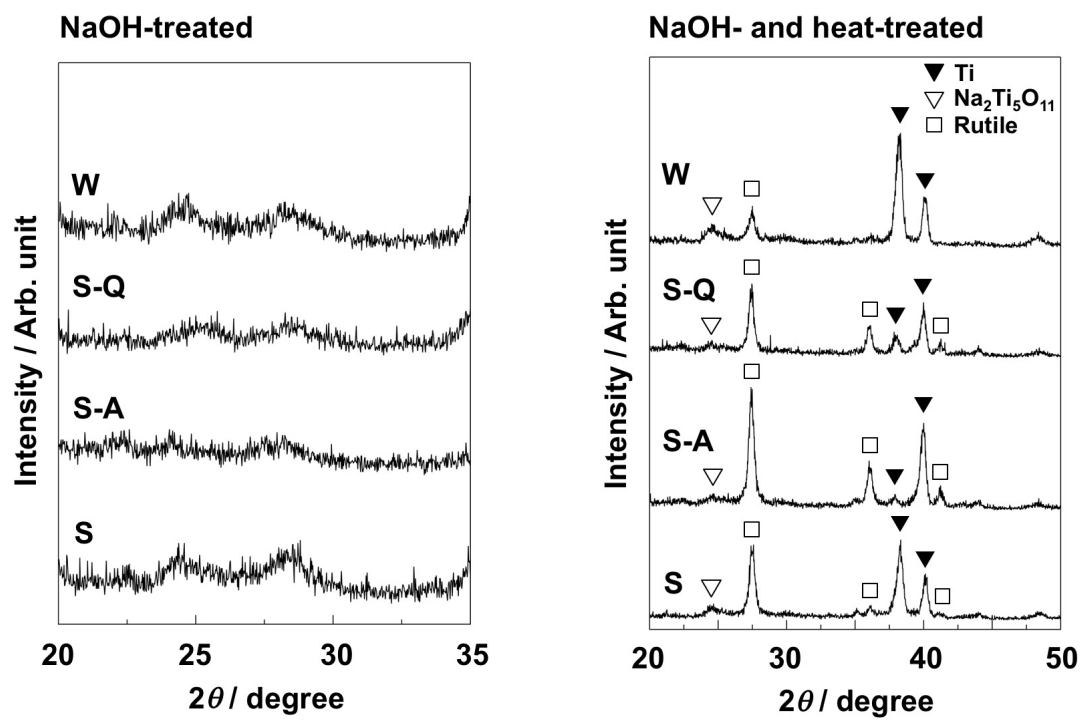 NaOH-treated
W
S-Q
S-A
S
Intensity / Arb. unit
20 25 30 35
2θ / degree
NaOH- and heat-treated
Ti
Na₂Ti₅O₁₁
Rutile
W
S-Q
S-A
S
Intensity / Arb. unit
20 30 40 50
2θ / degree